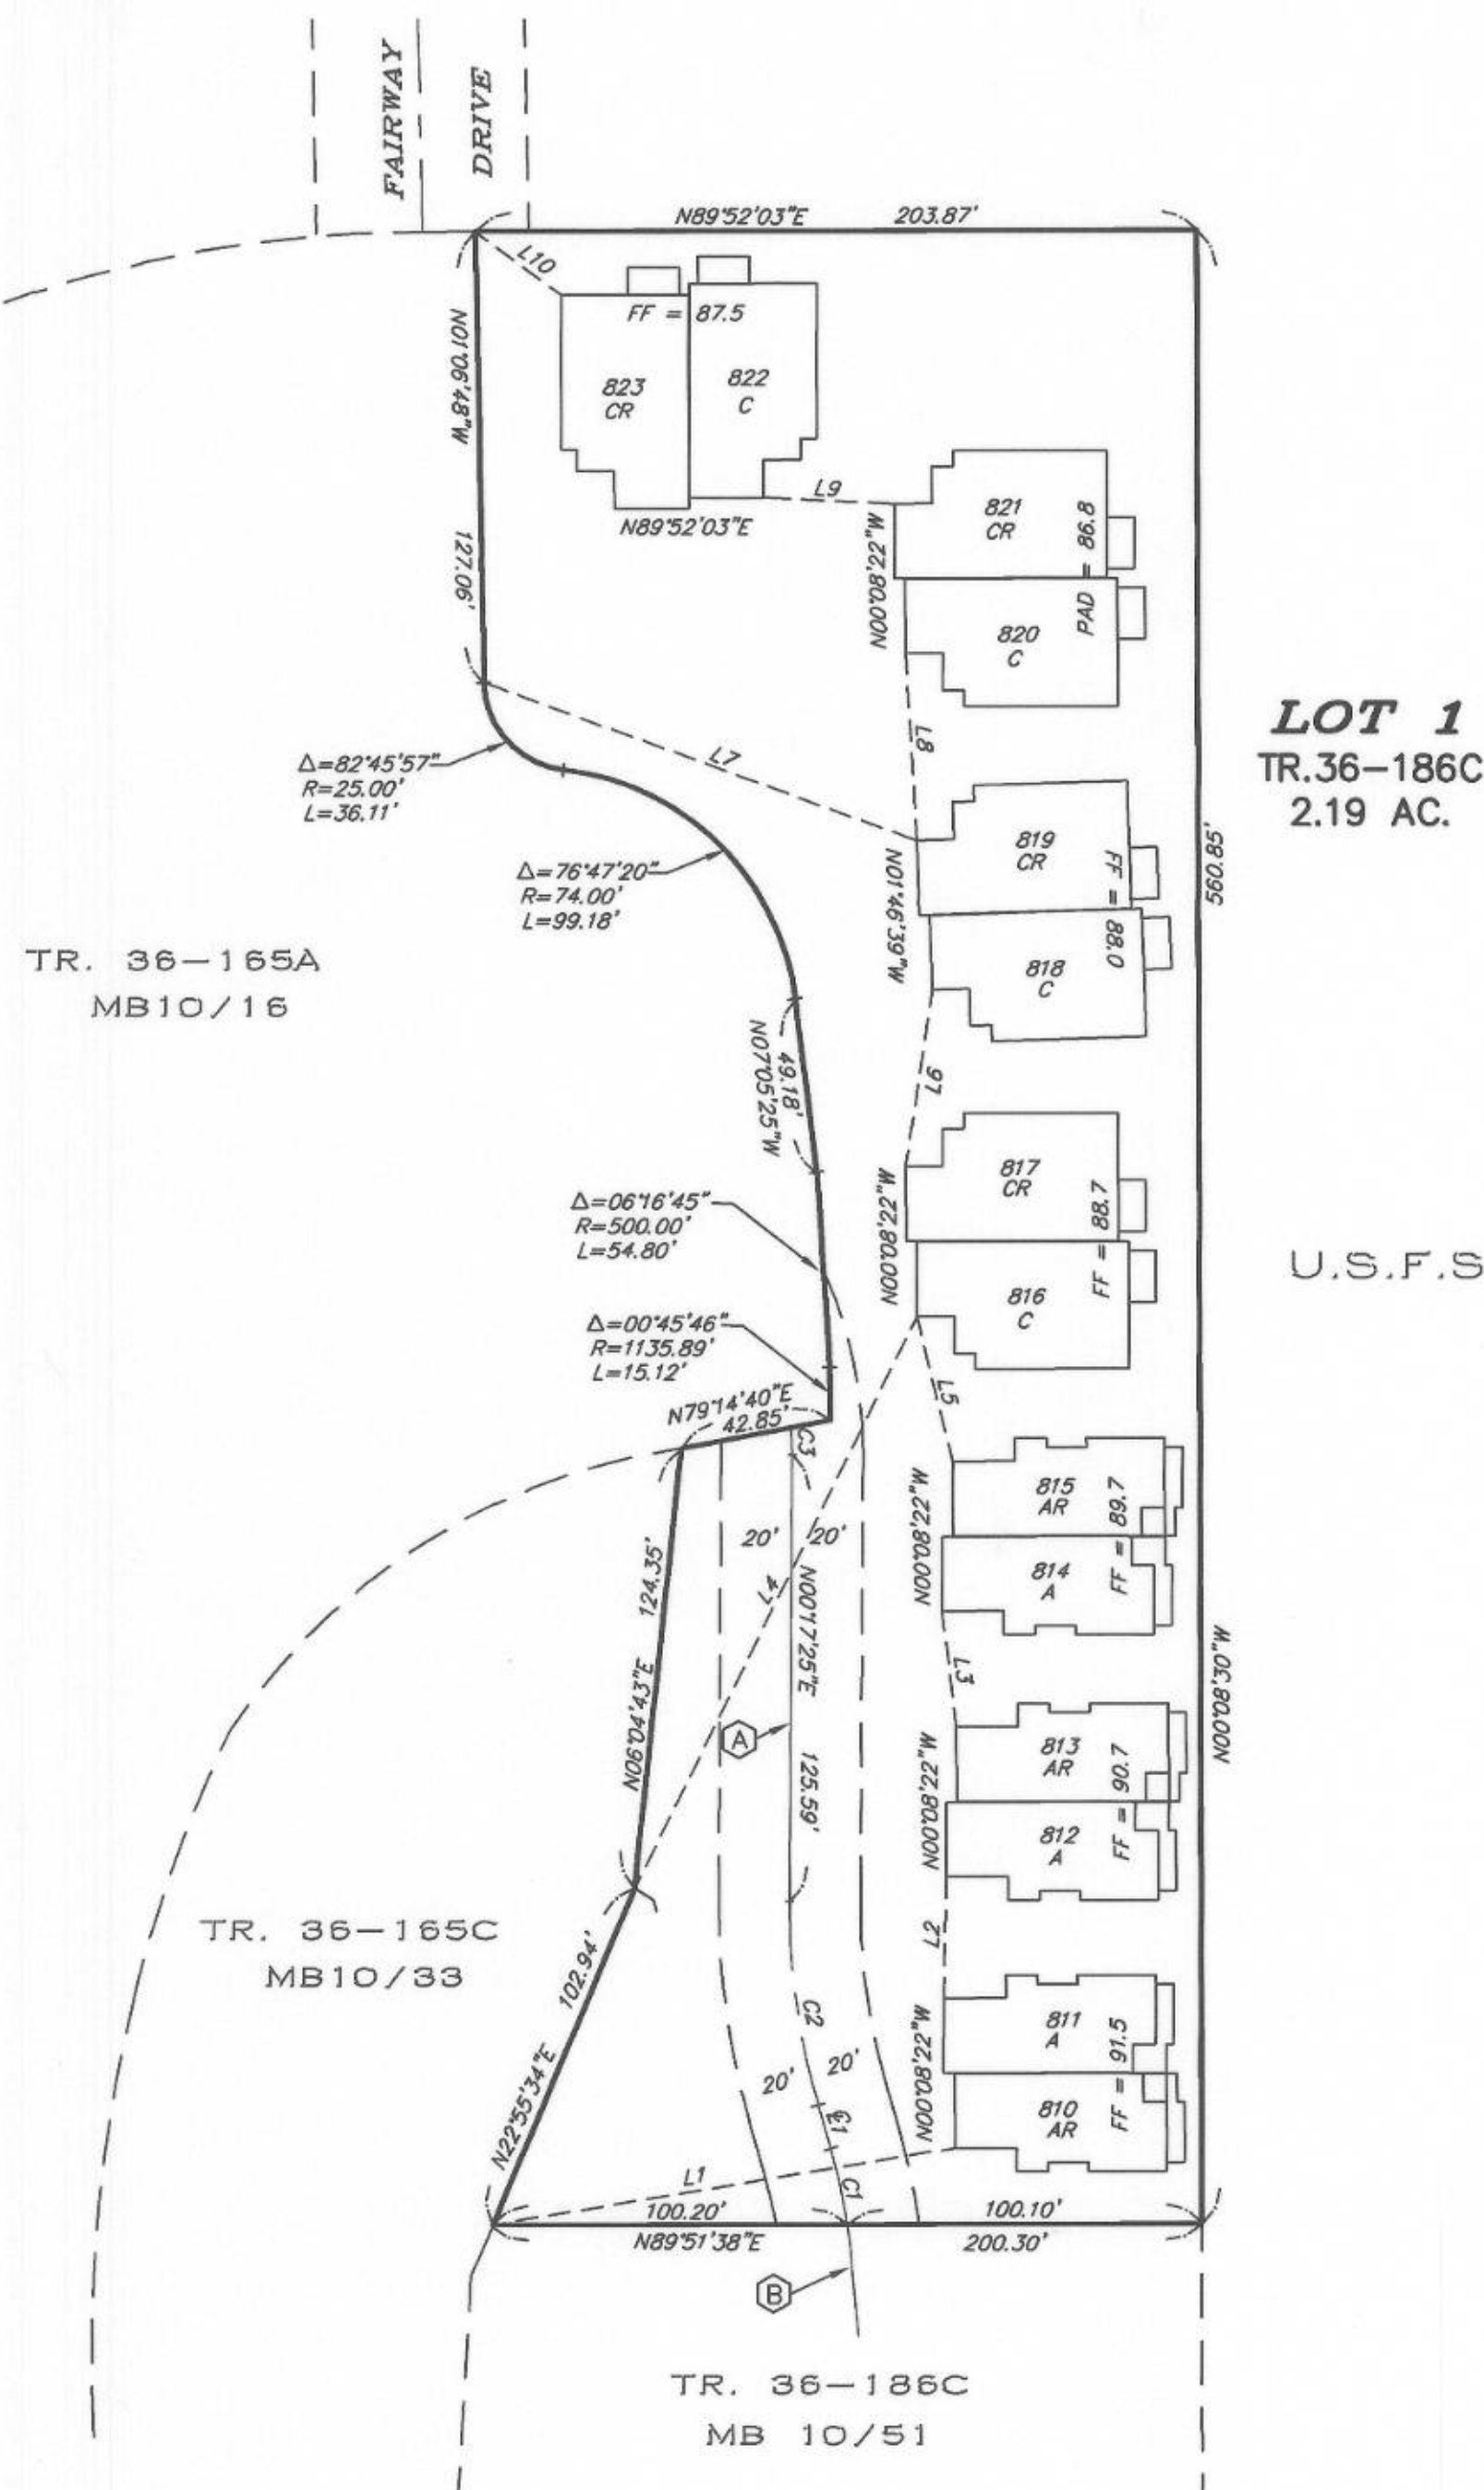 FAIRWAY
DRIVE
N89°52'03"E 203.87'
L10
FF = 87.5
823
CR
822
C
N01°06'48"W
127.06'
L9
N89°52'03"E
821
CR
N00°08'22"W
PAD = 86.8
820
C
LOT 1
TR.36-186C
2.19 AC.
L8
L7
Δ=82°45'57"
R=25.00'
L=36.11'
560.85'
819
CR
FF = 88.0
N01°46'39"W
Δ=76°47'20"
R=74.00'
L=99.18'
818
C
TR. 36-165A
MB10/16
49.18'
N07°05'25"W
L6
817
CR
N00°08'22"W
FF = 88.7
Δ=06°16'45"
R=500.00'
L=54.80'
U.S.F.S
816
C
Δ=00°45'46"
R=1135.89'
L=15.12'
L5
N79°14'40"E
42.85'
C3
815
AR
N00°08'22"W
FF = 89.7
20' 20'
124.35'
814
A
L4
N00°17'25"E
N06°04'43"E
L3
N00°08'30"W
A
125.59'
813
AR
N00°08'22"W
FF = 90.7
812
A
TR. 36-165C
MB10/33
102.94'
L2
C2
811
A
N00°08'22"W
FF = 91.5
20'
20'
N22°55'34"E
810
AR
L1
C1
100.20' 100.10'
N89°51'38"E 200.30'
B
TR. 36-186C
MB 10/51